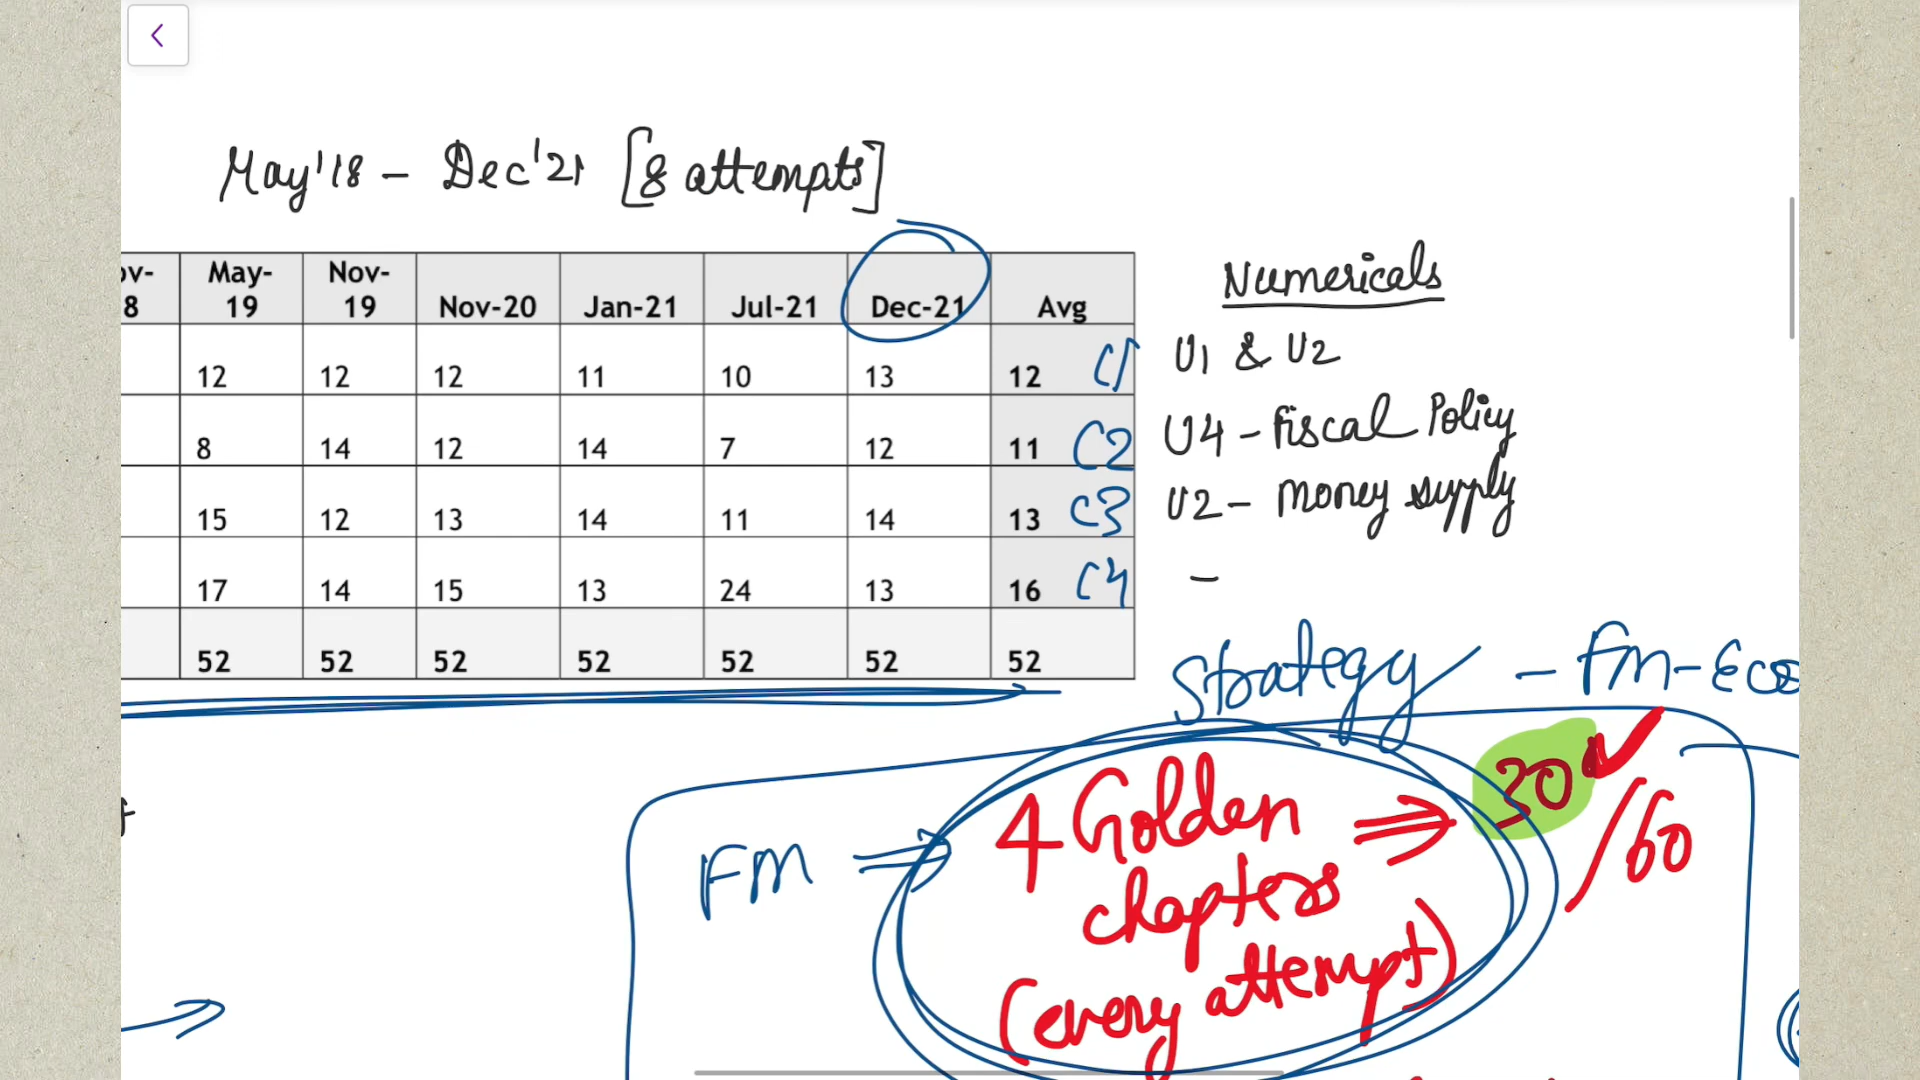 May'18 - Dec'21 [8 attempts]
ov-8 May-19 Nov-19 Nov-20 Jan-21 Jul-21 Dec-21 Avg
12 12 12 11 10 13 12 C1
8 14 12 14 7 12 11 C2
15 12 13 14 11 14 13 C3
17 14 15 13 24 13 16 C4
52 52 52 52 52 52 52
Numericals
U1 & U2
U4 - fiscal Policy
U2 - Money supply
-
Strategy - FM-Eco
FM ⇒ 4 Golden chapters (every attempt) ⇒ 30/60